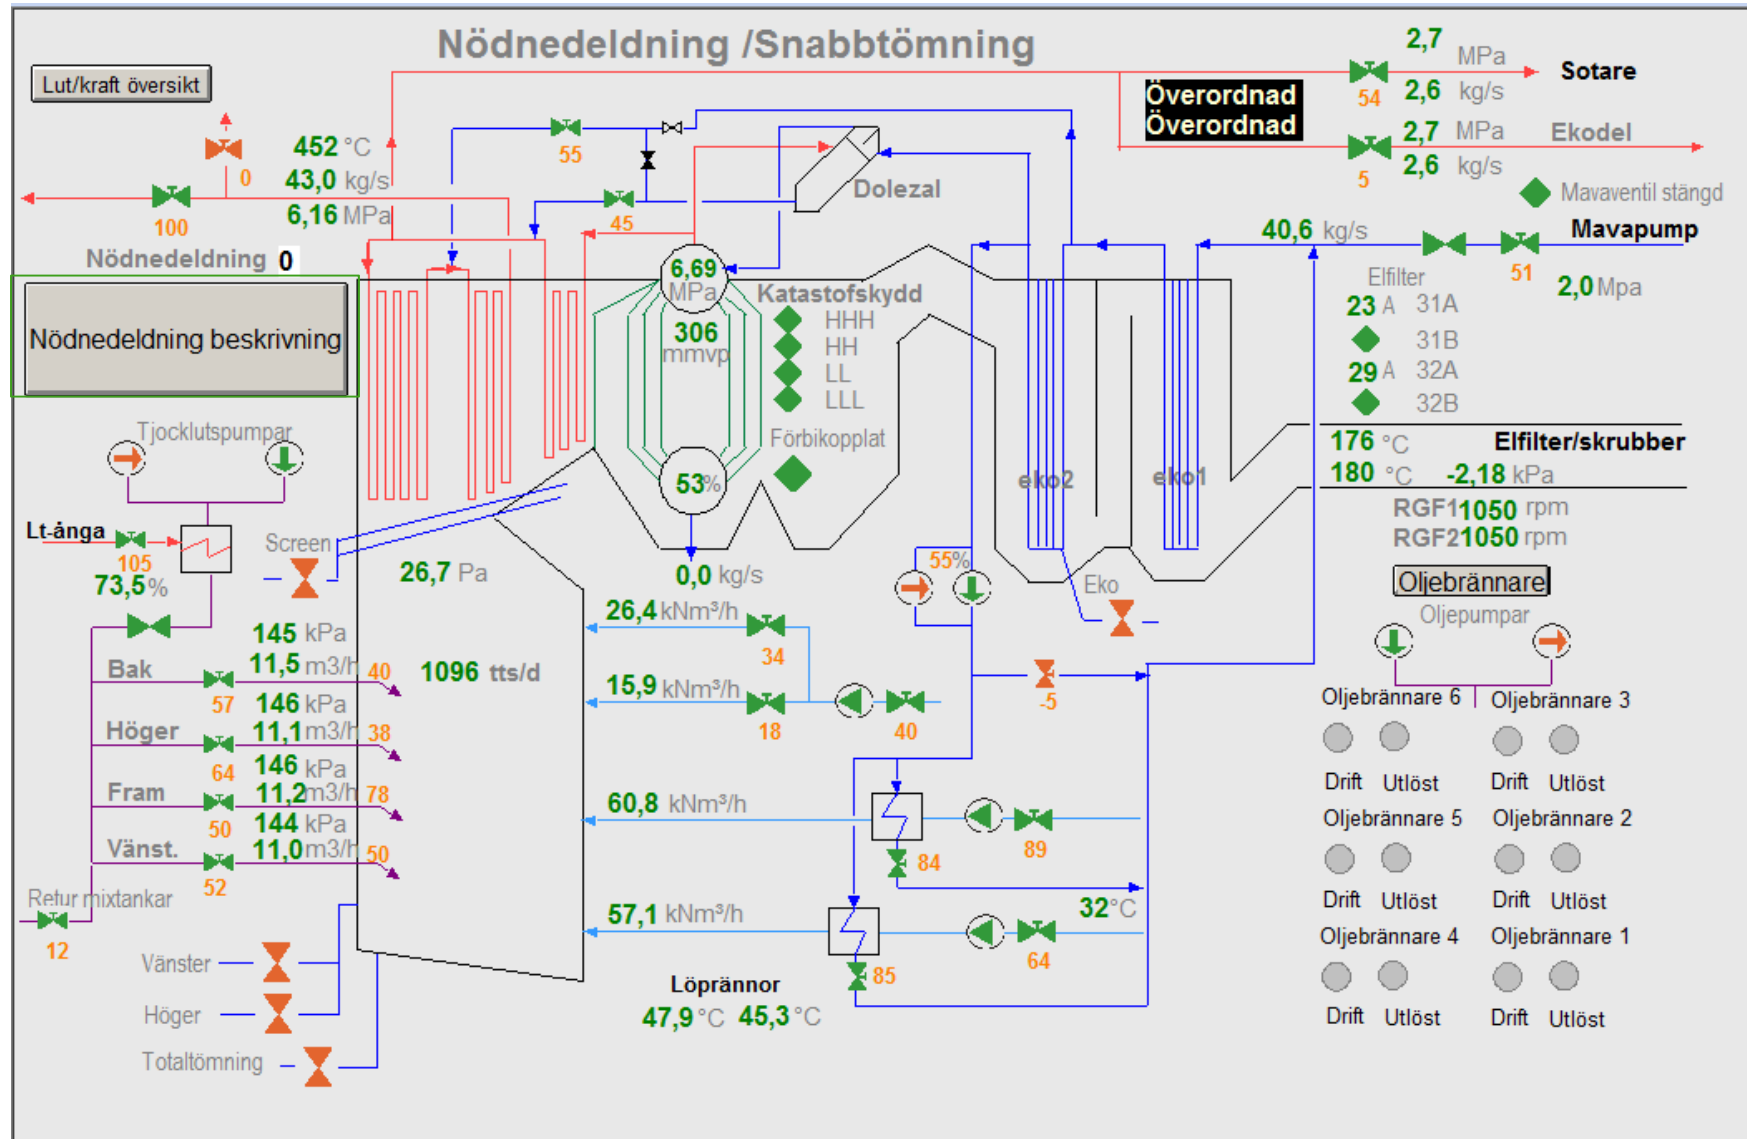 Nödnedeldning /Snabbtömning
Lut/kraft översikt
2,7 MPa
Sotare
54
2,6 kg/s
Överordnad
Överordnad
2,7 MPa
Ekodel
5
2,6 kg/s
Mavaventil stängd
452 °C
0
43,0 kg/s
6,16 MPa
100
55
45
Dolezal
40,6 kg/s
Mavapump
51
2,0 Mpa
Nödnedeldning 0
Nödnedeldning beskrivning
6,69
MPa
306
mmvp
53%
0,0 kg/s
Katastofskydd
HHH
HH
LL
LLL
Förbikopplat
Elfilter
23 A 31A
31B
29 A 32A
32B
176 °C
Elfilter/skrubber
180 °C -2,18 kPa
RGF1 1050 rpm
RGF2 1050 rpm
Oljebrännare
Oljepumpar
eko2
eko1
Eko
55%
Tjocklutspumpar
Lt-ånga
105
73,5 %
Screen
26,7 Pa
1096 tts/d
145 kPa
Bak
11,5 m3/h 40
57
146 kPa
Höger
11,1 m3/h 38
64
146 kPa
Fram
11,2 m3/h 78
50
144 kPa
Vänst.
11,0 m3/h 50
52
Retur mixtankar
12
Vänster
Höger
Totaltömning
26,4 kNm³/h
34
15,9 kNm³/h
18
40
-5
60,8 kNm³/h
84
89
57,1 kNm³/h
85
64
32 °C
Löprännor
47,9 °C 45,3 °C
Oljebrännare 6
Oljebrännare 3
Drift Utlöst
Drift Utlöst
Oljebrännare 5
Oljebrännare 2
Drift Utlöst
Drift Utlöst
Oljebrännare 4
Oljebrännare 1
Drift Utlöst
Drift Utlöst